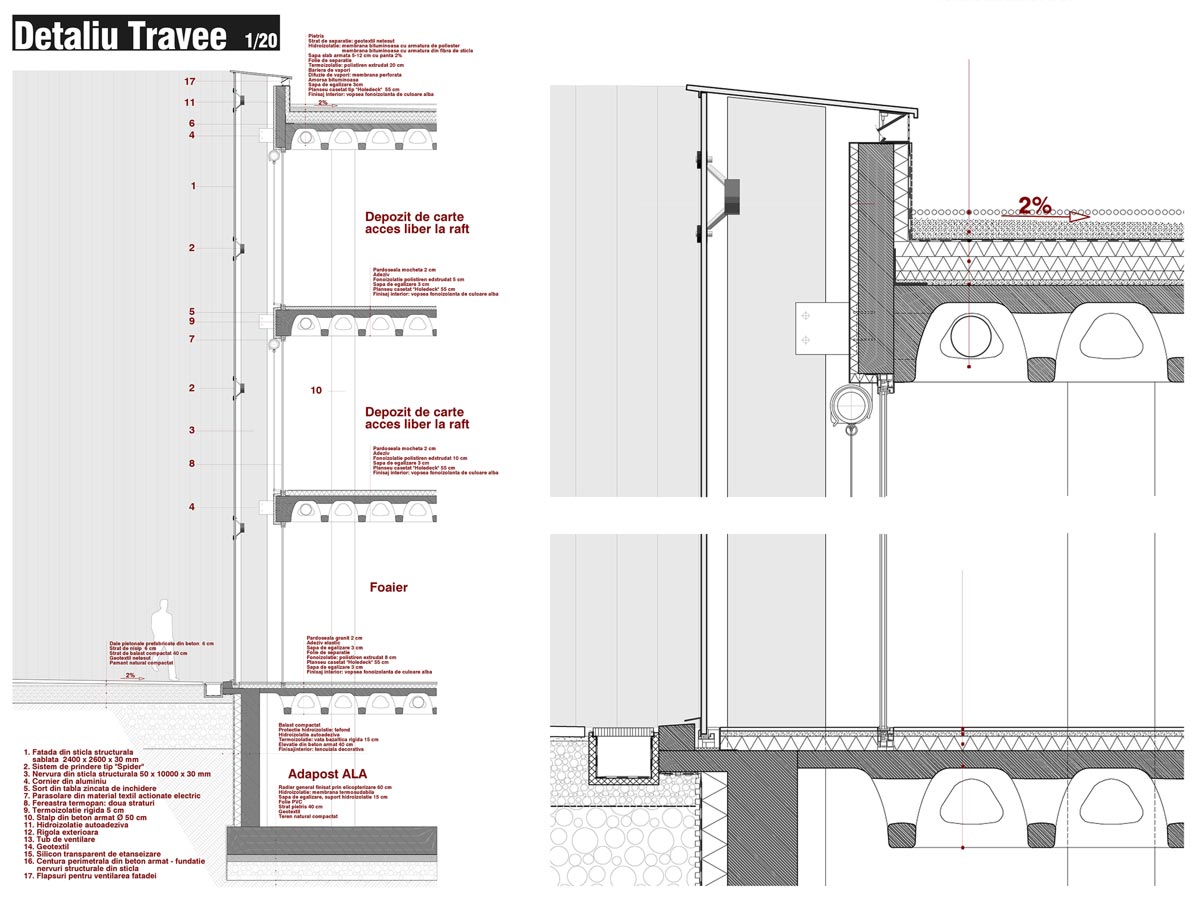 Detaliu Travee 1/20
Pietris
Strat de separatie: geotextil netesut
Hidroizolatie: membrana bituminoasa cu armatura de poliester
membrana bituminoasa cu armatura din fibra de sticla
Sapa slab armata 5-12 cm cu panta 2%
Folie de separatie
Termoizolatie: polistiren extrudat 20 cm
Bariera de vapori
Difuzie de vapori: membrana perforata
Amorsa bituminoasa
Sapa de egalizare 3cm
Planseu casetat tip "Holedeck" 55 cm
Finisaj interior: vopsea fonoizolanta de culoare alba
2%
17
11
6
4
1
2
5
9
7
2
3
8
4
10
Depozit de carte
acces liber la raft
Pardoseala mocheta 2 cm
Adeziv
Fonoizolatie polistiren edstrudat 5 cm
Sapa de egalizare 3 cm
Planseu casetat "Holedeck" 55 cm
Finisaj interior: vopsea fonoizolanta de culoare alba
Depozit de carte
acces liber la raft
Pardoseala mocheta 2 cm
Adeziv
Fonoizolatie polistiren edstrudat 10 cm
Sapa de egalizare 3 cm
Planseu casetat "Holedeck" 55 cm
Finisaj interior: vopsea fonoizolanta de culoare alba
Foaier
Dale pietonale prefabricate din beton 6 cm
Strat de nisip 6 cm
Strat de balast compactat 40 cm
Geotextil netesut
Pamant natural compactat
2%
Pardoseala granit 2 cm
Adeziv elastic
Sapa de egalizare 3 cm
Folie de separatie
Fonoizolatie: polistiren extrudat 8 cm
Planseu casetat "Holedeck" 55 cm
Sapa de egalizare 3 cm
Finisaj interior: vopsea fonoizolanta de culoare alba
Balast compactat
Protectie hidroizolatie: tefond
Hidroizolatie autoadeziva
Termoizolatie: vata bazaltica rigida 15 cm
Elevatie din beton armat 40 cm
Finisajinterior: tencuiala decorativa
Adapost ALA
Radier general finisat prin elicopterizare 60 cm
Hidroizolatie: membrana termosudabila
Sapa de egalizare, suport hidroizolatie 15 cm
Folie PVC
Strat pietris 40 cm
Geotextil
Teren natural compactat
1. Fatada din sticla structurala
sablata 2400 x 2600 x 30 mm
2. Sistem de prindere tip "Spider"
3. Nervura din sticla structurala 50 x 10000 x 30 mm
4. Cornier din aluminiu
5. Sort din tabla zincata de inchidere
7. Parasolare din material textil actionate electric
8. Fereastra termopan: doua straturi
9. Termoizolatie rigida 5 cm
10. Stalp din beton armat Ø 50 cm
11. Hidroizolatie autoadeziva
12. Rigola exterioara
13. Tub de ventilare
14. Geotextil
15. Silicon transparent de etanseizare
16. Centura perimetrala din beton armat - fundatie
nervuri structurale din sticla
17. Flapsuri pentru ventilarea fatadei
2%